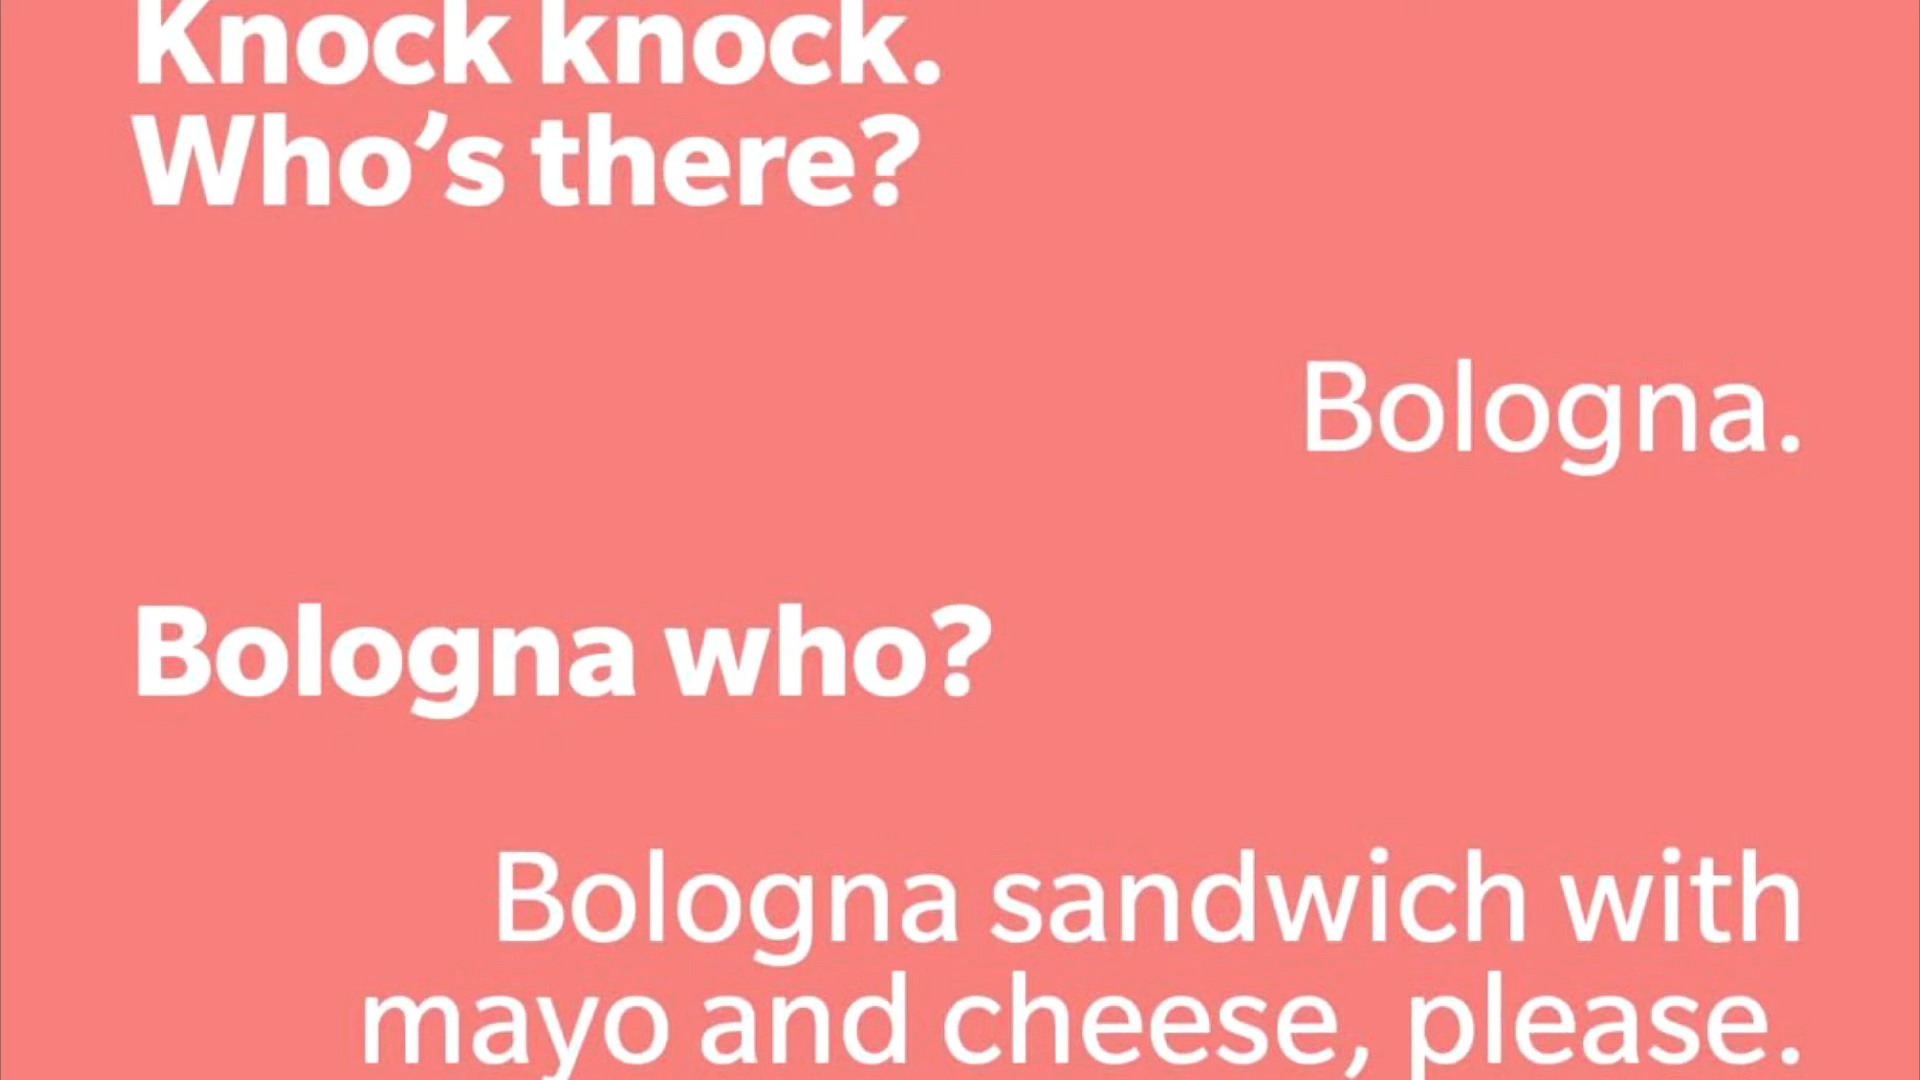 Knock knock.
Who’s there?
Bologna.
Bologna who?
Bologna sandwich with
mayo and cheese, please.